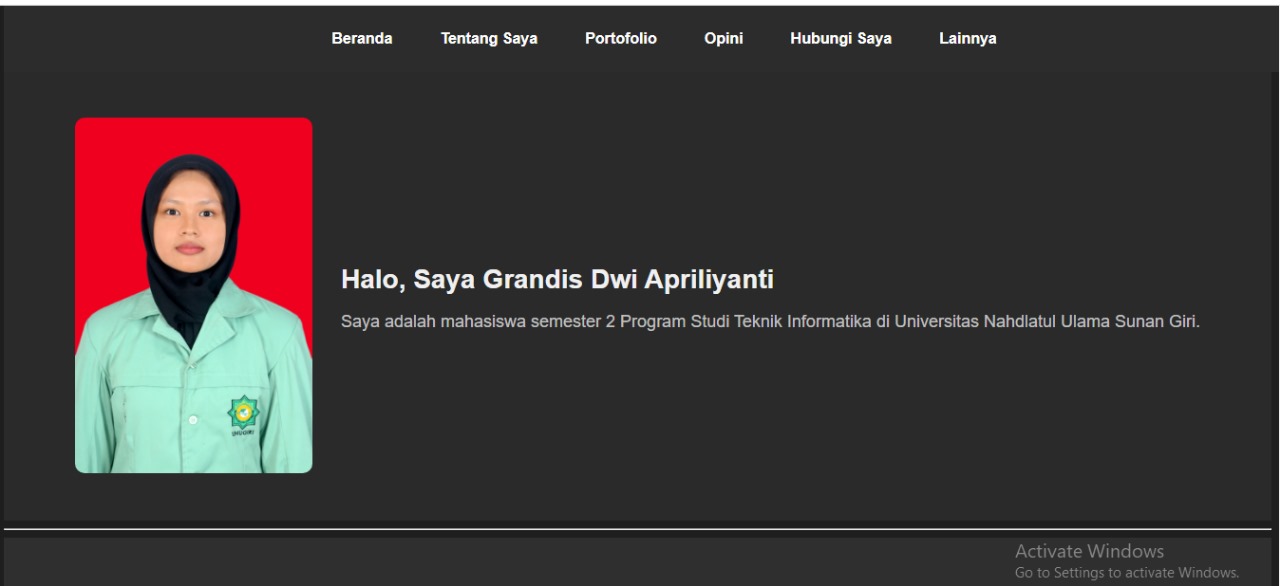 Beranda Tentang Saya Portofolio Opini Hubungi Saya Lainnya
Halo, Saya Grandis Dwi Apriliyanti
Saya adalah mahasiswa semester 2 Program Studi Teknik Informatika di Universitas Nahdlatul Ulama Sunan Giri.
Activate Windows
Go to Settings to activate Windows.